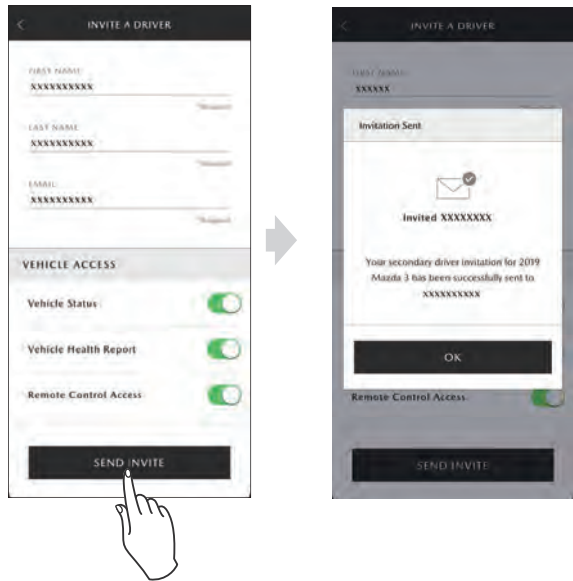 INVITE A DRIVER
FIRST NAME
XXXXXXXXXX
LAST NAME
XXXXXXXXXX
EMAIL
XXXXXXXXXX
VEHICLE ACCESS
Vehicle Status
Vehicle Health Report
Remote Control Access
SEND INVITE
INVITE A DRIVER
FIRST NAME
XXXXXX
Invitation Sent
Invited XXXXXXXX
Your secondary driver invitation for 2019
Mazda 3 has been successfully sent to
XXXXXXXXXX
OK
Remote Control Access
SEND INVITE